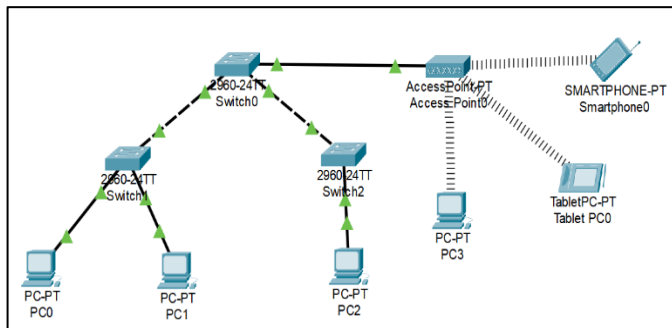 2960-24TT
Switch0
AccessPoint-PT
Access Point0
SMARTPHONE-PT
Smartphone0
2960-24TT
Switch1
2960-24TT
Switch2
TabletPC-PT
Tablet PC0
PC-PT
PC3
PC-PT
PC0
PC-PT
PC1
PC-PT
PC2